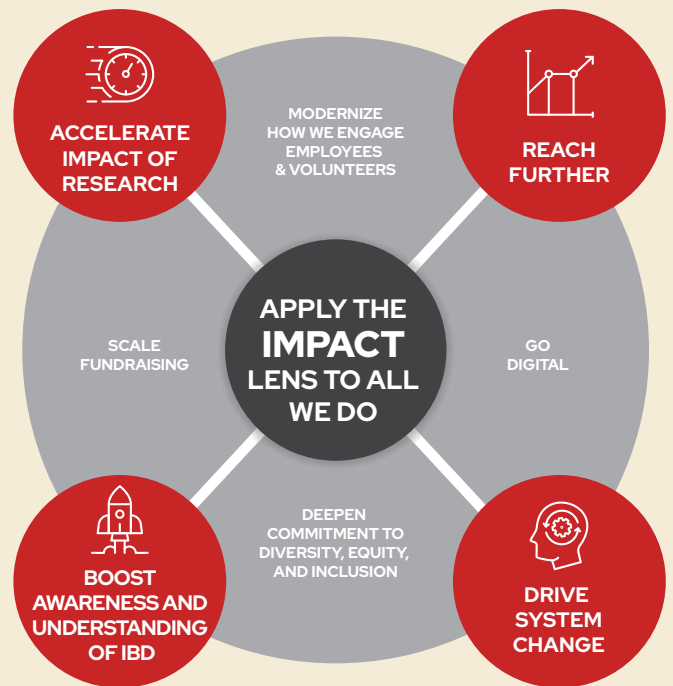 ACCELERATE
IMPACT OF
RESEARCH
MODERNIZE
HOW WE ENGAGE
EMPLOYEES
& VOLUNTEERS
REACH
FURTHER
SCALE
FUNDRAISING
APPLY THE
IMPACT
LENS TO ALL
WE DO
GO
DIGITAL
BOOST
AWARENESS AND
UNDERSTANDING
OF IBD
DEEPEN
COMMITMENT TO
DIVERSITY, EQUITY,
AND INCLUSION
DRIVE
SYSTEM
CHANGE